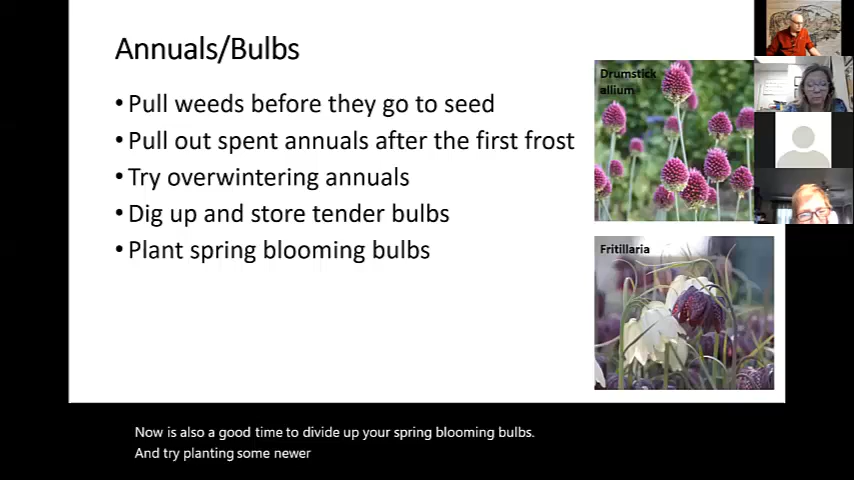 Annuals/Bulbs
• Pull weeds before they go to seed
• Pull out spent annuals after the first frost
• Try overwintering annuals
• Dig up and store tender bulbs
• Plant spring blooming bulbs
Drumstick
allium
Fritillaria
Now is also a good time to divide up your spring blooming bulbs.
And try planting some newer